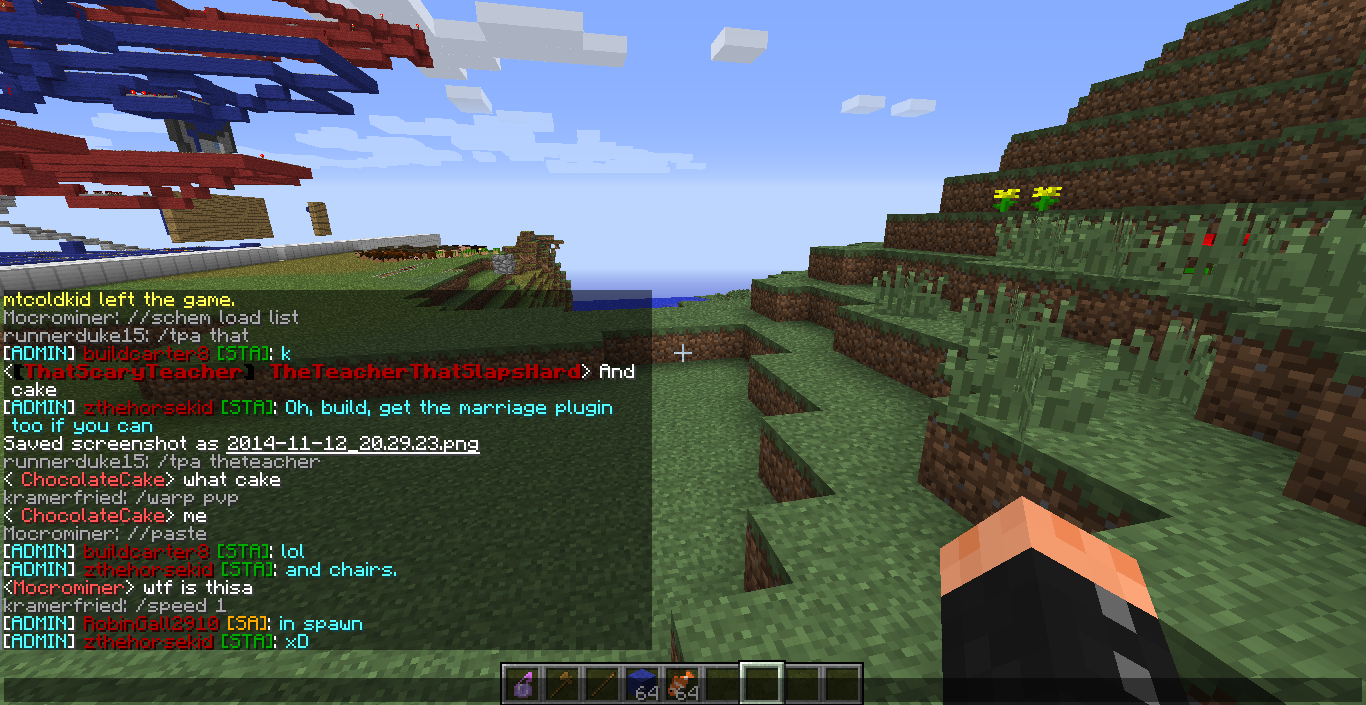 mtcoldkid left the game.
Mocrominer: //schem load list
runnerduke15: /tpa that
[ADMIN] buildcarter8 [STA]: k
<[ThatScaryTeacher] TheTeacherThatSlapsHard> And
cake
[ADMIN] zthehorsekid [STA]: Oh, build, get the marriage plugin
too if you can
Saved screenshot as 2014-11-12_20.29.23.png
runnerduke15: /tpa theteacher
< ChocolateCake> what cake
kramerfried: /warp pvp
< ChocolateCake> me
Mocrominer: //paste
[ADMIN] buildcarter8 [STA]: lol
[ADMIN] zthehorsekid [STA]: and chairs.
<Mocrominer> wtf is thisa
kramerfried: /speed 1
[ADMIN] RobinGall2910 [SA]: in spawn
[ADMIN] zthehorsekid [STA]: xD
64 64